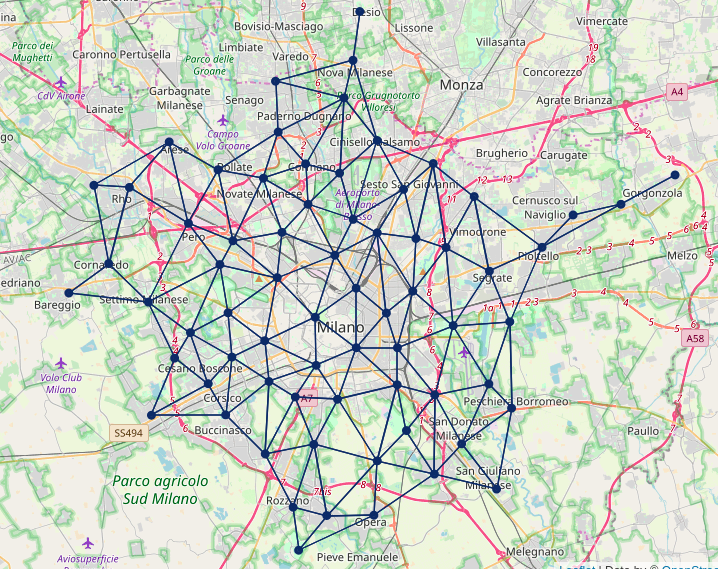 Desio
Lissone
Vimercate
Bovisio-Masciago
Villasanta
Parco dei
Mughetti
Caronno Pertusella
Limbiate
Parco delle
Groane
Varedo
Nova Milanese
Concorezzo
Monza
CdV Airone
Garbagnate
Milanese
Senago
Parco Grugnotorto
Villoresi
Agrate Brianza
A4
Lainate
Paderno Dugnano
Campo
Volo Groane
Cinisello Balsamo
Arese
Bollate
Cormano
Brugherio
Carugate
Rho
Novate Milanese
Sesto San Giovanni
Aeroporto
di Milano-
Bresso
Cernusco sul
Naviglio
Gorgonzola
Pero
Vimodrone
Pioltello
Melzo
AV/AC
Cornaredo
Segrate
edriano
Bareggio
Settimo Milanese
Milano
A58
Volo Club
Milano
Cesano Boscone
Corsico
A7
Peschiera Borromeo
SS494
Buccinasco
San Donato
Milanese
Paullo
Parco agricolo
Sud Milano
San Giuliano
Milanese
7bis
Rozzano
Opera
Aviosuperficie
Pieve Emanuele
Melegnano